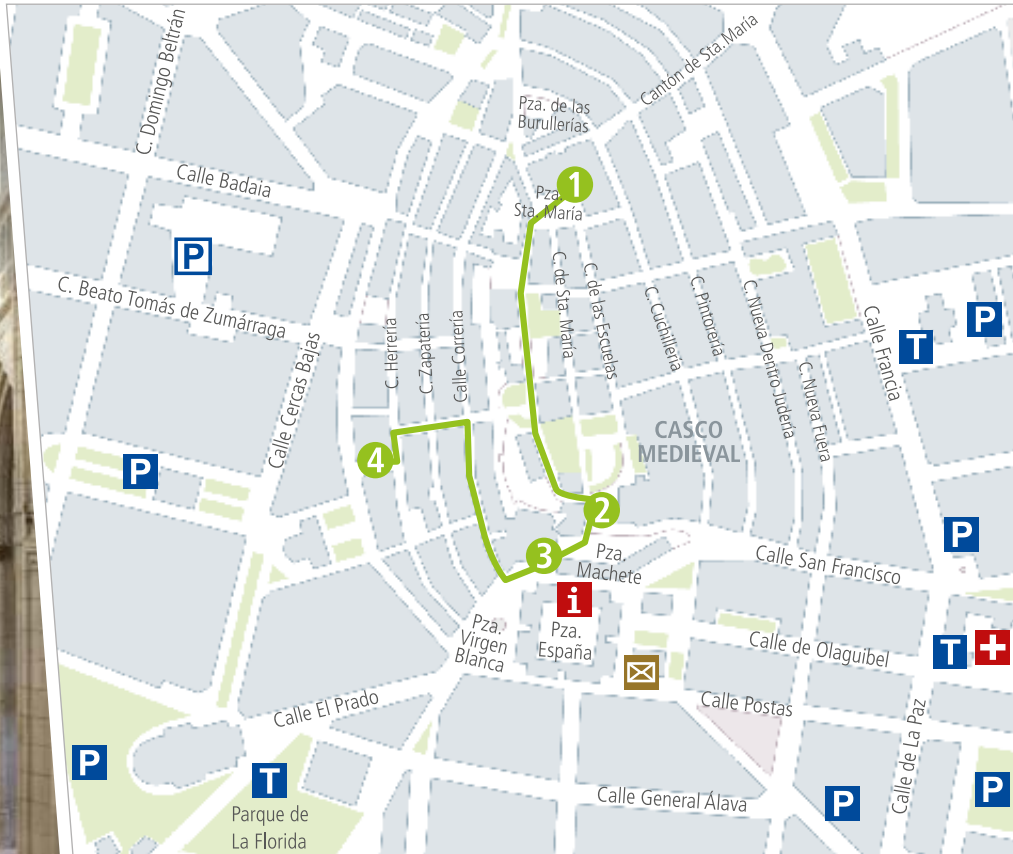 C. Domingo Beltrán
Cantón de Sta. María
Pza. de las
Burullerías
Calle Badaia
1
Pza.
Sta. María
P
C. Beato Tomás de Zumárraga
C. de Sta. María
C. de las Escuelas
C. Cuchillería
C. Pintorería
C. Nueva Dentro Judería
C. Nueva Fuera
Calle Francia
P
T
C. Herrería
C. Zapatería
Calle Correría
Calle Cercas Bajas
CASCO
MEDIEVAL
4
P
2
3
Pza.
Machete
Calle San Francisco
P
i
Pza.
España
Pza.
Virgen
Blanca
Calle de Olaguibel
T
Calle El Prado
Calle Postas
Calle de La Paz
P
T
Parque de
La Florida
Calle General Álava
P
P